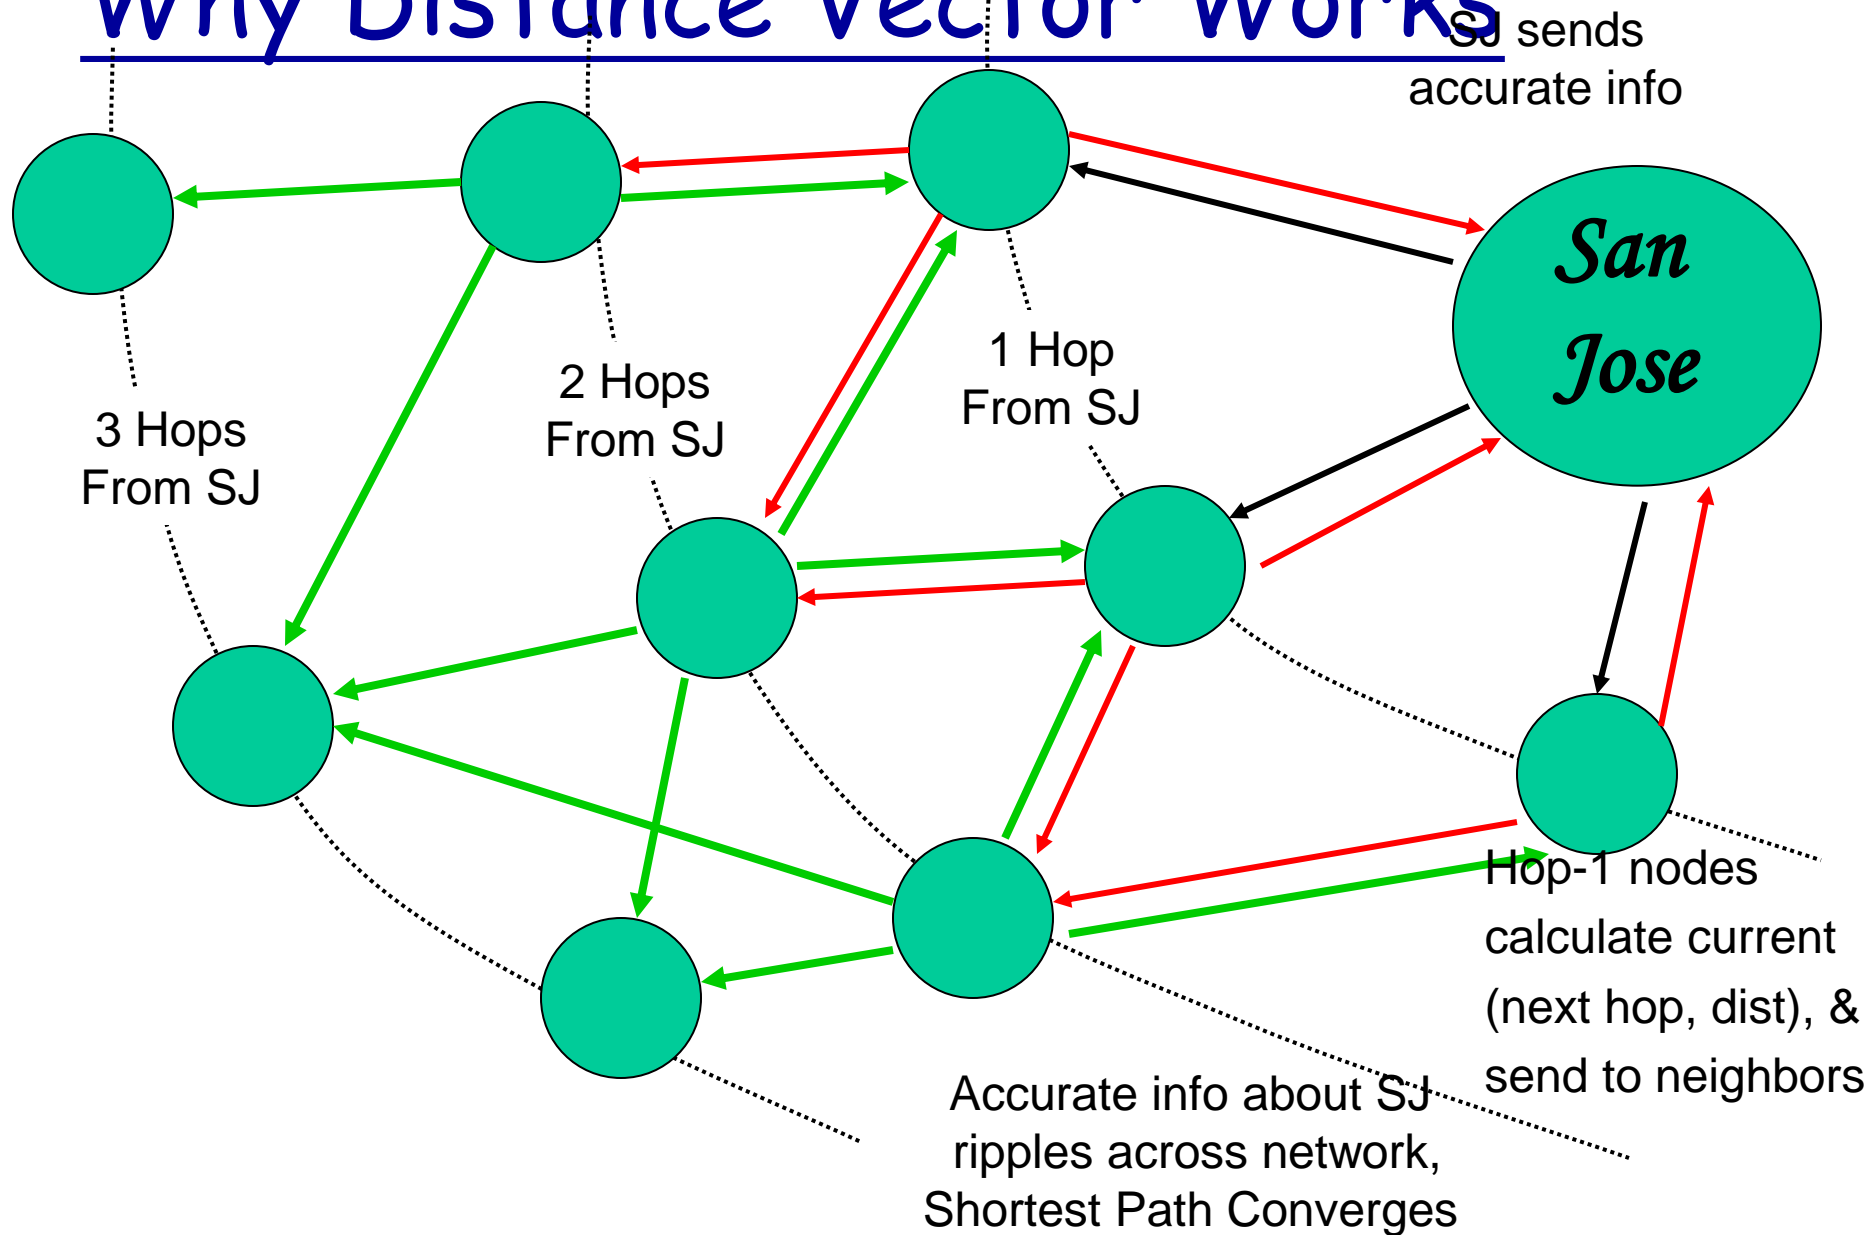 Why Distance Vector Works
SJ sends
accurate info
San
Jose
1 Hop
From SJ
2 Hops
From SJ
3 Hops
From SJ
Hop-1 nodes
calculate current
(next hop, dist), &
send to neighbors
Accurate info about SJ
ripples across network,
Shortest Path Converges